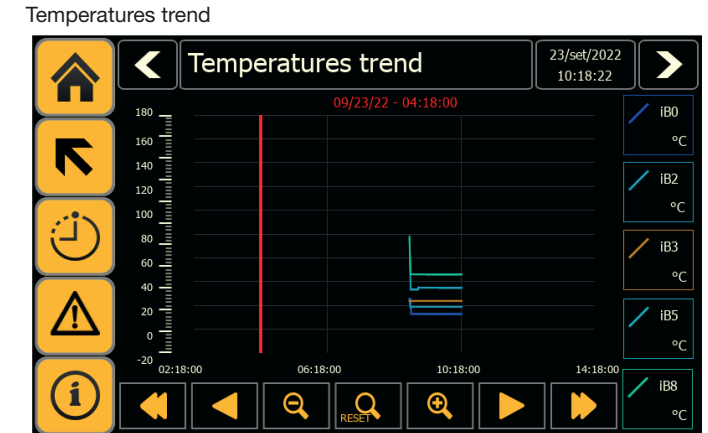 Temperatures trend
Temperatures trend
23/set/2022
10:18:22
09/23/22 - 04:18:00
180
160
140
120
100
80
60
40
20
0
-20
02:18:00
06:18:00
10:18:00
14:18:00
iB0
°C
iB2
°C
iB3
°C
iB5
°C
iB8
°C
RESET